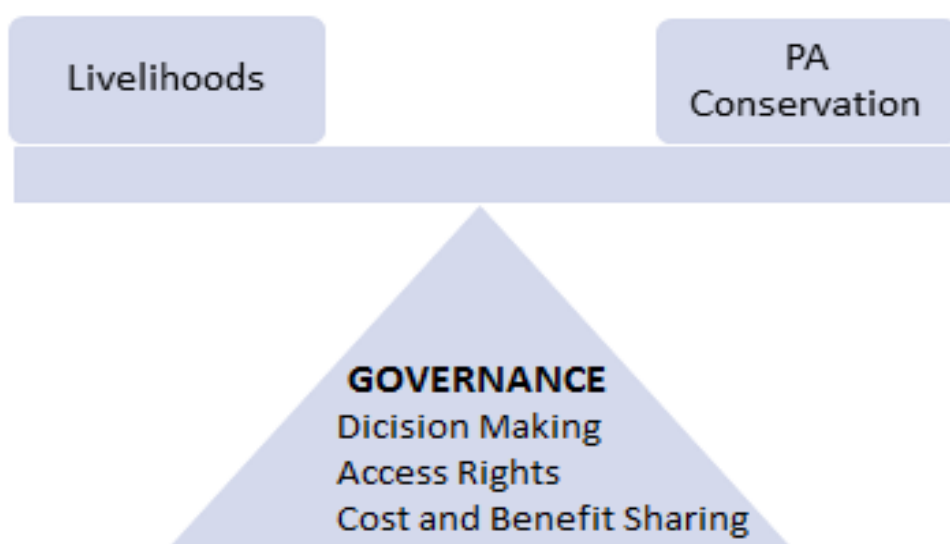 Livelihoods
PA
Conservation
GOVERNANCE
Dicision Making
Access Rights
Cost and Benefit Sharing